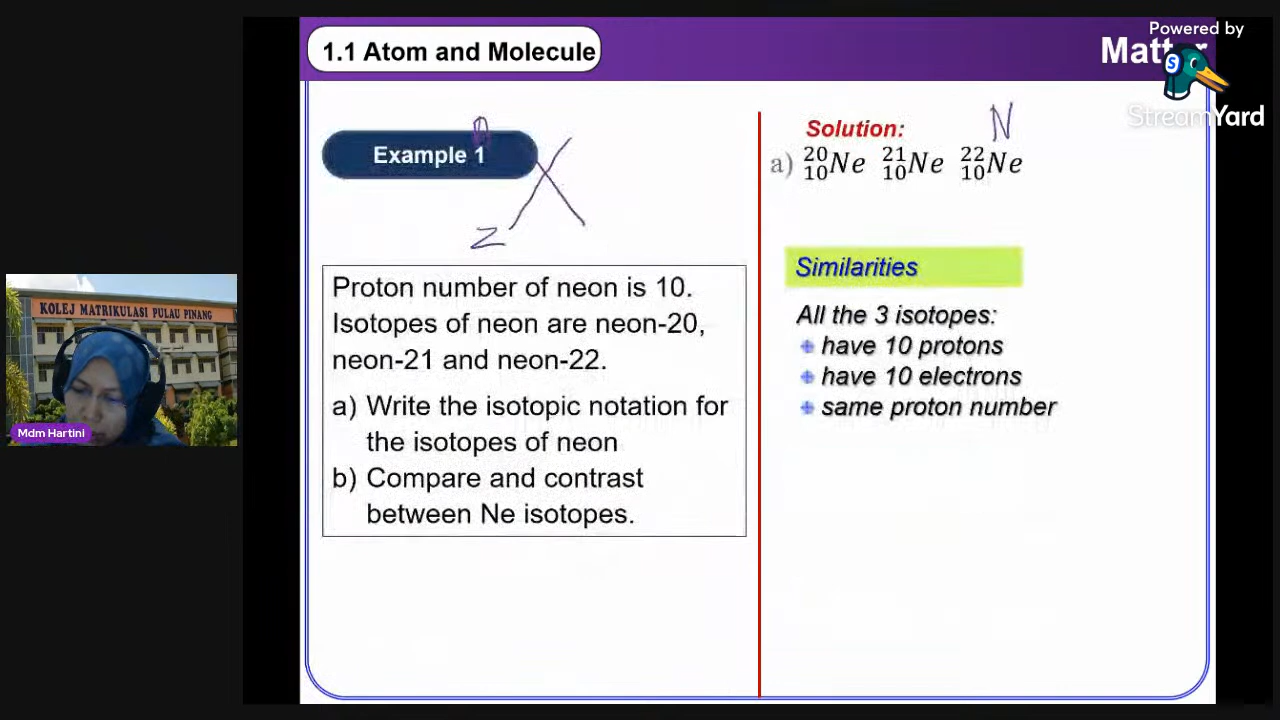 1.1 Atom and Molecule
Matter
Powered by
StreamYard
Example 1
X
Z
Proton number of neon is 10.
Isotopes of neon are neon-20,
neon-21 and neon-22.
a) Write the isotopic notation for
the isotopes of neon
b) Compare and contrast
between Ne isotopes.
Solution:
N
a) ²⁰₁₀Ne ²¹₁₀Ne ²²₁₀Ne
Similarities
All the 3 isotopes:
have 10 protons
have 10 electrons
same proton number
KOLEJ MATRIKULASI PULAU PINANG
Mdm Hartini